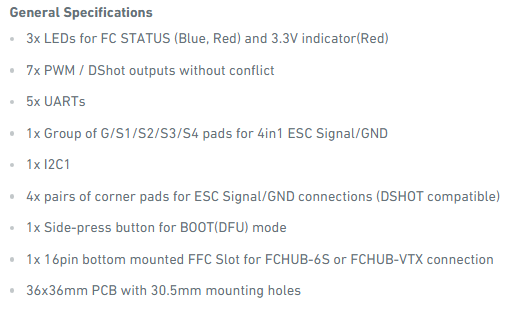 General Specifications
3x LEDs for FC STATUS (Blue, Red) and 3.3V indicator(Red)
7x PWM / DShot outputs without conflict
5x UARTs
1x Group of G/S1/S2/S3/S4 pads for 4in1 ESC Signal/GND
1x I2C1
4x pairs of corner pads for ESC Signal/GND connections (DSHOT compatible)
1x Side-press button for BOOT(DFU) mode
1x 16pin bottom mounted FFC Slot for FCHUB-6S or FCHUB-VTX connection
36x36mm PCB with 30.5mm mounting holes